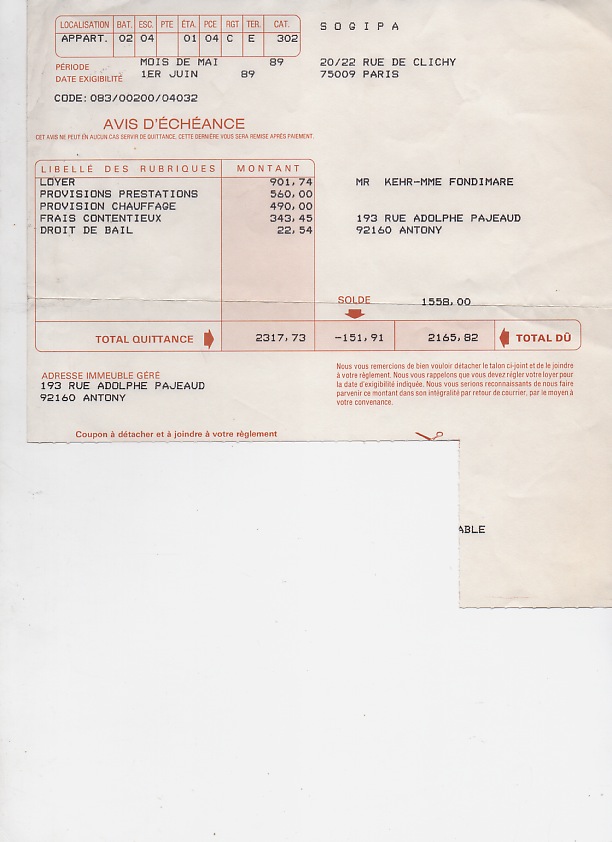 LOCALISATION BAT. ESC. PTE ÉTA. PCE RGT TER. CAT.
APPART. 02 04 01 04 C E 302
S O G I P A
PÉRIODE MOIS DE MAI 89
DATE EXIGIBILITÉ 1ER JUIN 89
20/22 RUE DE CLICHY
75009 PARIS
CODE: 083/00200/04032
AVIS D'ÉCHÉANCE
CET AVIS NE PEUT EN AUCUN CAS SERVIR DE QUITTANCE, CETTE DERNIÈRE VOUS SERA REMISE APRÈS PAIEMENT.
LIBELLÉ DES RUBRIQUES MONTANT
LOYER 901,74
PROVISIONS PRESTATIONS 560,00
PROVISION CHAUFFAGE 490,00
FRAIS CONTENTIEUX 343,45
DROIT DE BAIL 22,54
MR KEHR-MME FONDIMARE
193 RUE ADOLPHE PAJEAUD
92160 ANTONY
SOLDE 1558,00
TOTAL QUITTANCE 2317,73 -151,91 2165,82 TOTAL DÛ
ADRESSE IMMEUBLE GÉRÉ
193 RUE ADOLPHE PAJEAUD
92160 ANTONY
Nous vous remercions de bien vouloir détacher le talon ci-joint et de le joindre
à votre règlement. Nous vous rappelons que vous devez régler votre loyer pour
la date d'exigibilité indiquée. Nous vous serions reconnaissants de nous faire
parvenir ce montant dans son intégralité par retour de courrier, par le moyen à
votre convenance.
Coupon à détacher et à joindre à votre règlement
ABLE